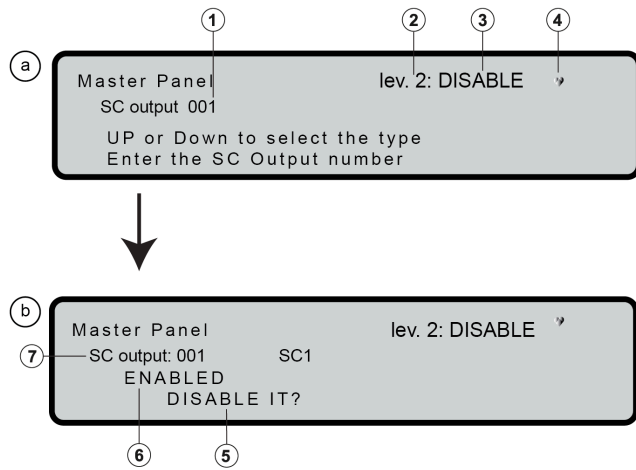 1 2 3 4
a
Master Panel lev. 2: DISABLE
SC output 001
UP or Down to select the type
Enter the SC Output number
b
Master Panel lev. 2: DISABLE
7 SC output: 001 SC1
ENABLED
DISABLE IT?
6 5